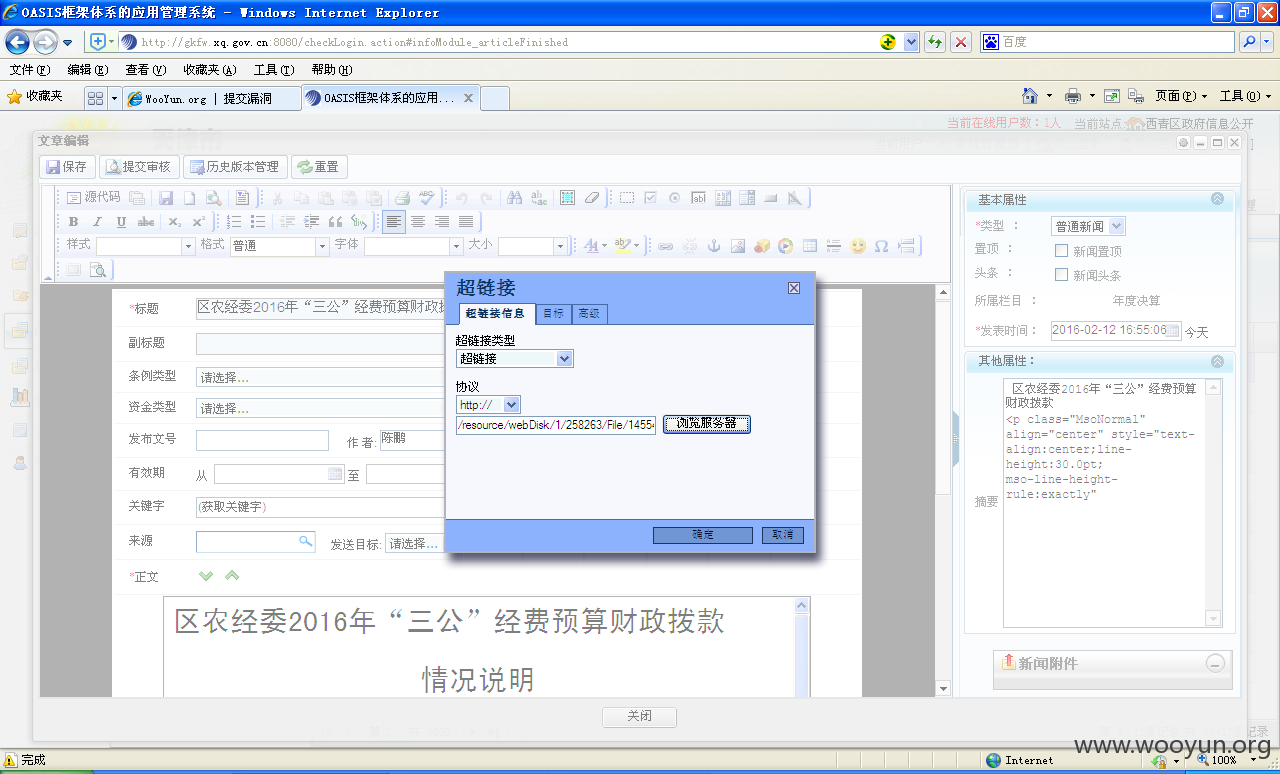 OASIS框架体系的应用管理系统 - Windows Internet Explorer
http://gkfw.xq.gov.cn:8080/checkLogin.action#infoModule_articleFinished
百度
文件(F) 编辑(E) 查看(V) 收藏夹(A) 工具(T) 帮助(H)
收藏夹 WooYun.org | 提交漏洞 OASIS框架体系的应用... 页面(P) 工具(O)
当前在线用户数：1人 当前站点: 西青区政府信息公开
文章编辑
保存 提交审核 历史版本管理 重置
源代码
样式 格式 普通 字体 大小
基本属性
*类型： 普通新闻
置顶： 新闻置顶
头条： 新闻头条
所属栏目： 年度决算
*发表时间： 2016-02-12 16:55:06 今天
其他属性：
摘要
区农经委2016年“三公”经费预算
财政拨款
<p class="MsoNormal"
align="center" style="text-
align:center;line-
height:30.0pt;
mso-line-height-
rule:exactly"
新闻附件
*标题 区农经委2016年“三公”经费预算财政拨
副标题
条例类型 请选择...
资金类型 请选择...
发布文号 作 者: 陈鹏
有效期 从 至
关键字 (获取关键字)
来源 发送目标: 请选择...
*正文
区农经委2016年“三公”经费预算财政拨款
情况说明
超链接
超链接信息 目标 高级
超链接类型
超链接
协议
http://
/resource/webDisk/1/258263/File/1455
浏览服务器
确定 取消
关闭
完成 Internet 100%
www.wooyun.org